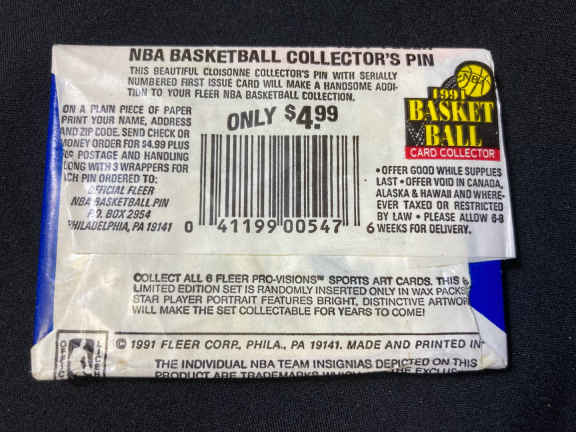 NBA BASKETBALL COLLECTOR'S PIN
THIS BEAUTIFUL CLOISONNE COLLECTOR'S PIN WITH SERIALLY
NUMBERED FIRST ISSUE CARD WILL MAKE A HANDSOME ADDI-
TION TO YOUR FLEER NBA BASKETBALL COLLECTION.
ON A PLAIN PIECE OF PAPER
PRINT YOUR NAME, ADDRESS
AND ZIP CODE. SEND CHECK OR
MONEY ORDER FOR $4.99 PLUS
POSTAGE AND HANDLING
LONG WITH 3 WRAPPERS FOR
CH PIN ORDERED TO:
OFFICIAL FLEER
NBA BASKETBALL PIN
P.O. BOX 2954
PHILADELPHIA, PA 19141
ONLY $4.99
0 41199 00547 6
NBA
1991
BASKET
BALL
CARD COLLECTOR
• OFFER GOOD WHILE SUPPLIES
LAST • OFFER VOID IN CANADA,
ALASKA & HAWAII AND WHERE-
EVER TAXED OR RESTRICTED
BY LAW • PLEASE ALLOW 6-8
WEEKS FOR DELIVERY.
COLLECT ALL 6 FLEER PRO-VISIONS™ SPORTS ART CARDS. THIS 6
LIMITED EDITION SET IS RANDOMLY INSERTED ONLY IN WAX PACKS
STAR PLAYER PORTRAIT FEATURES BRIGHT, DISTINCTIVE ARTWOR
WILL MAKE THE SET COLLECTABLE FOR YEARS TO COME!
© 1991 FLEER CORP., PHILA., PA 19141. MADE AND PRINTED IN
THE INDIVIDUAL NBA TEAM INSIGNIAS DEPICTED ON THIS
PRODUCT ARE TRADEMARKS WHICH